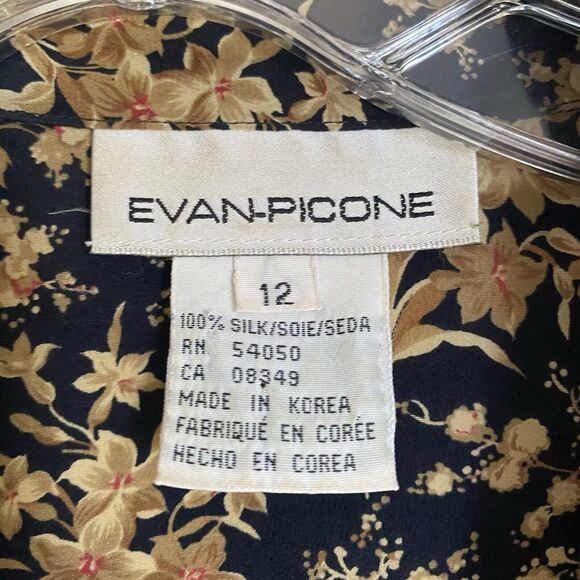 EVAN-PICONE
12
100% SILK/SOIE/SEDA
RN 54050
CA 08349
MADE IN KOREA
FABRIQUÉ EN CORÉE
HECHO EN COREA